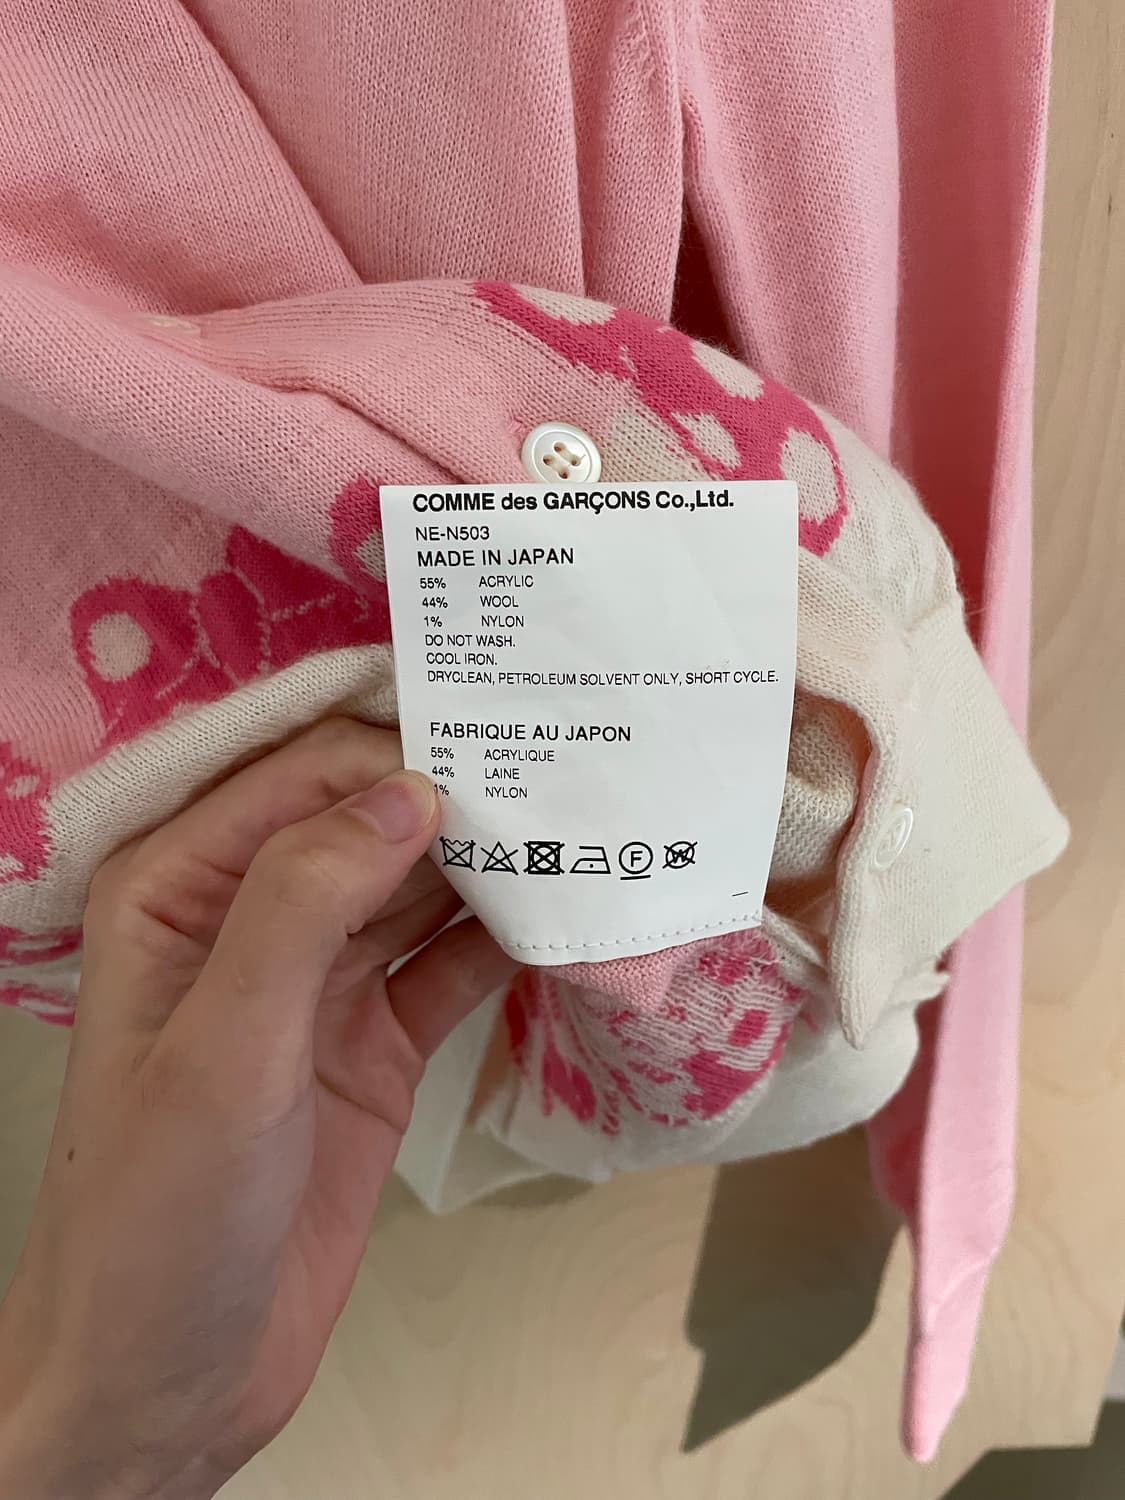 COMME des GARÇONS Co.,Ltd.
NE-N503
MADE IN JAPAN
55% ACRYLIC
44% WOOL
1% NYLON
DO NOT WASH.
COOL IRON.
DRYCLEAN, PETROLEUM SOLVENT ONLY, SHORT CYCLE.
FABRIQUE AU JAPON
55% ACRYLIQUE
44% LAINE
1% NYLON
F W